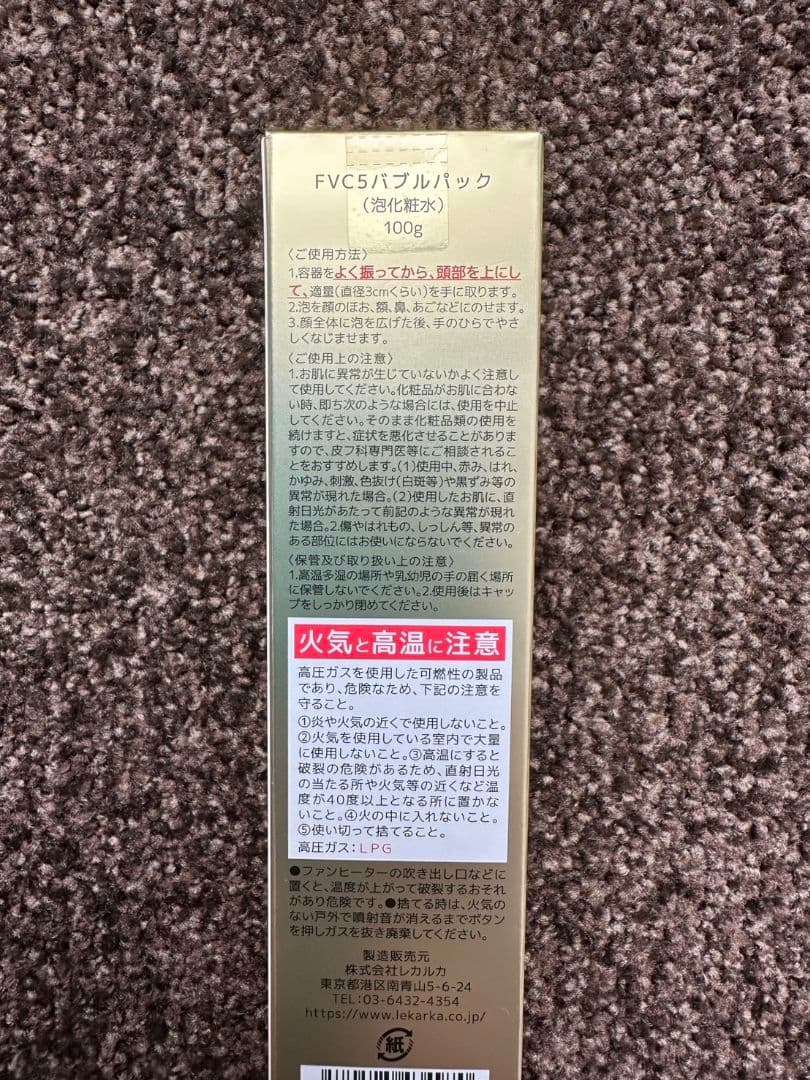 FVC5バブルパック
（泡化粧水）
100g
〈ご使用方法〉
1.容器をよく振ってから、頭部を上にし
て、適量（直径3cmくらい）を手に取ります。
2.泡を顔のほお、額、鼻、あごなどにのせます。
3.顔全体に泡を広げた後、手のひらでやさ
しくなじませます。
〈ご使用上の注意〉
1.お肌に異常が生じていないかよく注意し
て使用してください。化粧品がお肌に合わな
い時、即ち次のような場合には、使用を中止
してください。そのまま化粧品類の使用を
続けますと、症状を悪化させることがありま
すので、皮フ科専門医等にご相談されるこ
とをおすすめします。（1）使用中、赤み、はれ、
かゆみ、刺激、色抜け（白斑等）や黒ずみ等の
異常が現れた場合。（2）使用したお肌に、直
射日光があたって前記のような異常が現れ
た場合。2.傷やはれもの、しっしん等、異常の
ある部位にはお使いにならないでください。
〈保管及び取り扱い上の注意〉
1.高温多湿の場所や乳幼児の手の届く場所
に保管しないでください。2.使用後はキャッ
プをしっかり閉めてください。
火気と高温に注意
高圧ガスを使用した可燃性の製品
であり、危険なため、下記の注意を
守ること。
①炎や火気の近くで使用しないこと。
②火気を使用している室内で大量
に使用しないこと。③高温にすると
破裂の危険があるため、直射日光
の当たる所や火気等の近くなど温
度が40度以上となる所に置かな
いこと。④火の中に入れないこと。
⑤使い切って捨てること。
高圧ガス：LPG
●ファンヒーターの吹き出し口などに
置くと、温度が上がって破裂するおそれ
があり危険です。●捨てる時は、火気の
ない戸外で噴射音が消えるまでボタン
を押しガスを抜き廃棄してください。
製造販売元
株式会社レカルカ
東京都港区南青山5-6-24
TEL:03-6432-4354
https://www.lekarka.co.jp/
紙